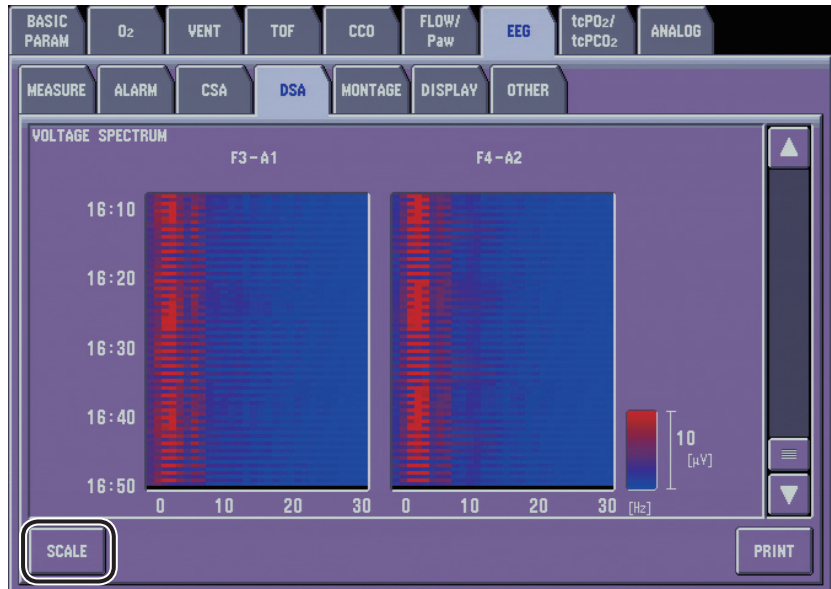 BASIC PARAM O2 VENT TOF CCO FLOW/ Paw EEG tcPO2/ tcPCO2 ANALOG
MEASURE ALARM CSA DSA MONTAGE DISPLAY OTHER
VOLTAGE SPECTRUM
F3-A1 F4-A2
16:10
16:20
16:30
16:40
10
[μV]
16:50
0 10 20 30 0 10 20 30 [Hz]
SCALE PRINT